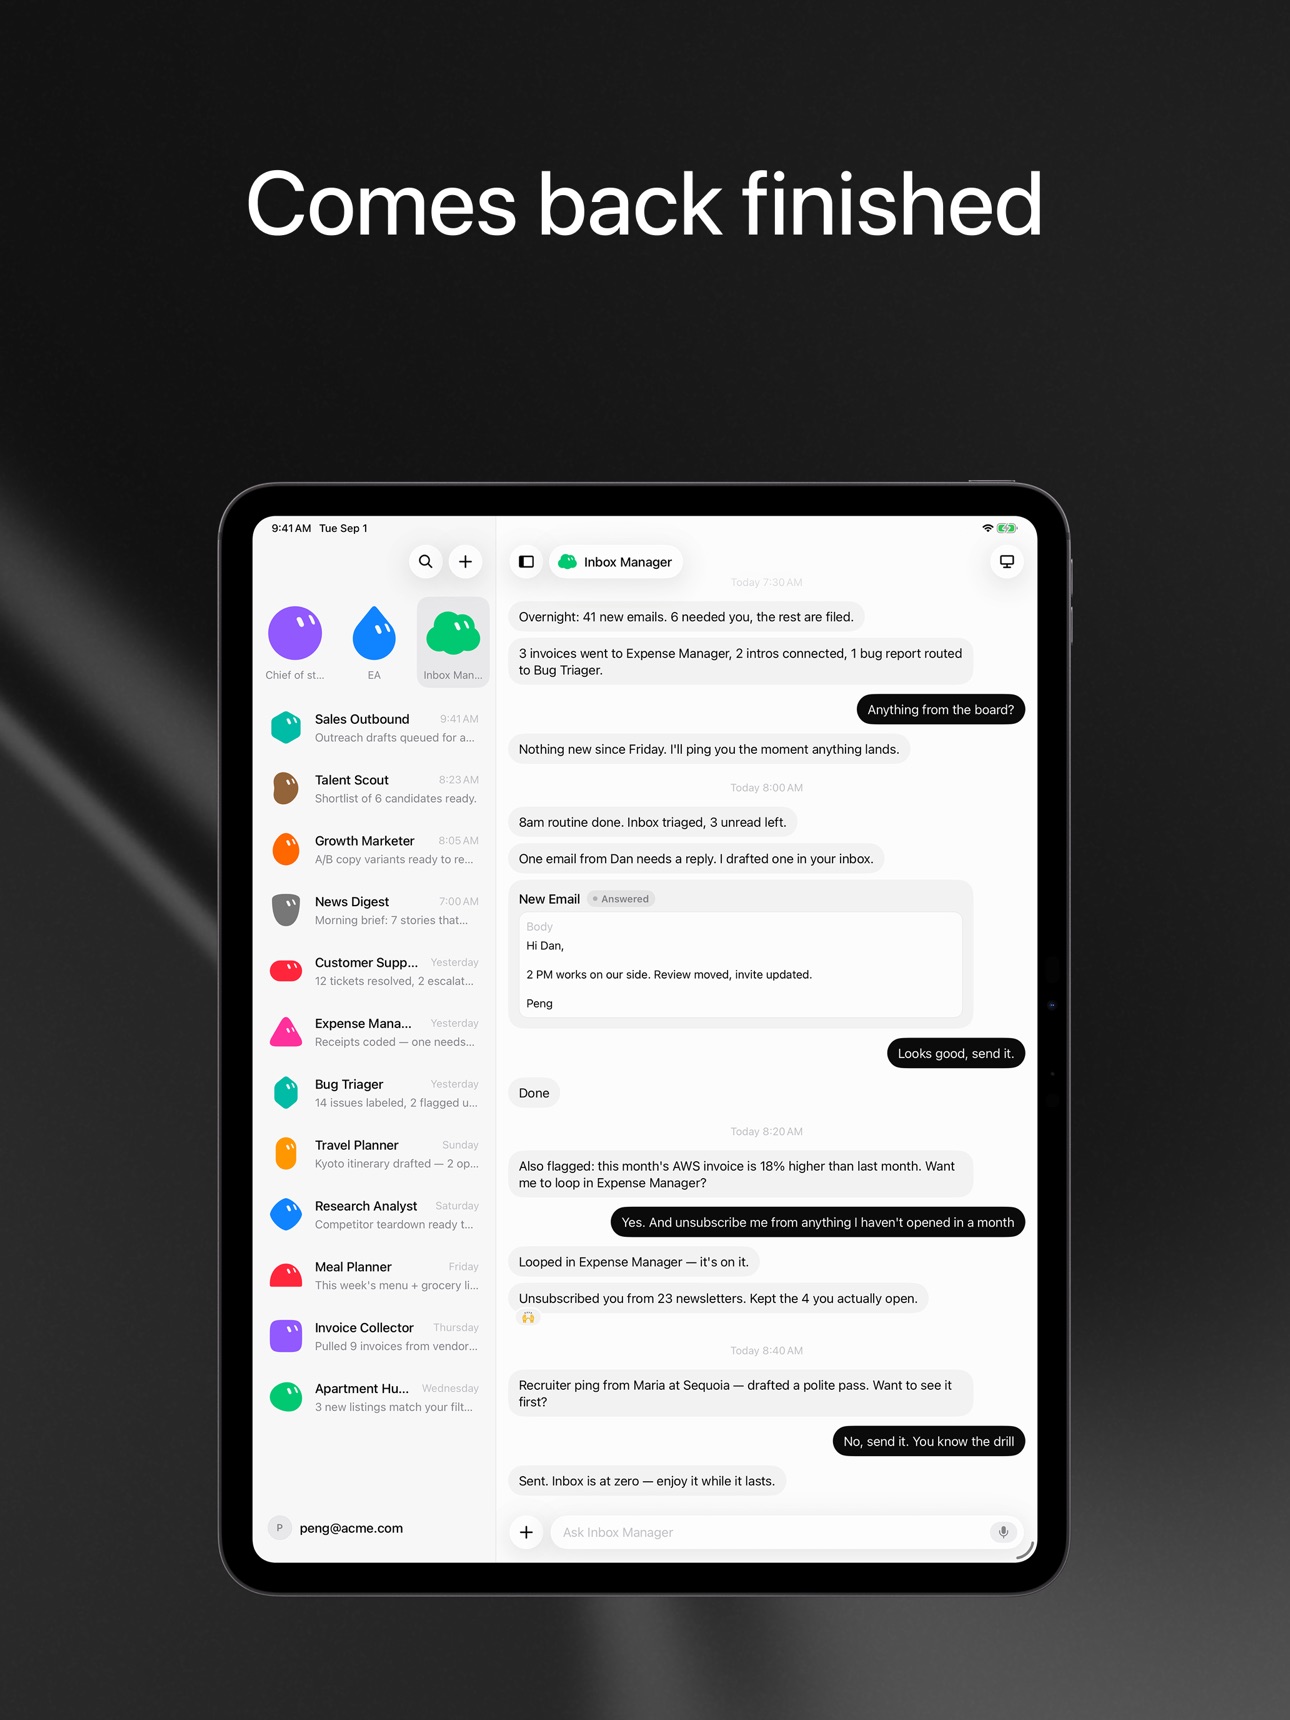 Comes back finished
9:41 AM Tue Sep 1
Chief of st...
EA
Inbox Man...
Sales Outbound 9:41 AM
Outreach drafts queued for a...
Talent Scout 8:23 AM
Shortlist of 6 candidates ready.
Growth Marketer 8:05 AM
A/B copy variants ready to re...
News Digest 7:00 AM
Morning brief: 7 stories that...
Customer Supp... Yesterday
12 tickets resolved, 2 escalat...
Expense Mana... Yesterday
Receipts coded — one needs...
Bug Triager Yesterday
14 issues labeled, 2 flagged u...
Travel Planner Sunday
Kyoto itinerary drafted — 2 op...
Research Analyst Saturday
Competitor teardown ready t...
Meal Planner Friday
This week's menu + grocery li...
Invoice Collector Thursday
Pulled 9 invoices from vendor...
Apartment Hu... Wednesday
3 new listings match your filt...
P peng@acme.com
Inbox Manager
Today 7:30 AM
Overnight: 41 new emails. 6 needed you, the rest are filed.
3 invoices went to Expense Manager, 2 intros connected, 1 bug report routed
to Bug Triager.
Anything from the board?
Nothing new since Friday. I'll ping you the moment anything lands.
Today 8:00 AM
8am routine done. Inbox triaged, 3 unread left.
One email from Dan needs a reply. I drafted one in your inbox.
New Email Answered
Body
Hi Dan,
2 PM works on our side. Review moved, invite updated.
Peng
Looks good, send it.
Done
Today 8:20 AM
Also flagged: this month's AWS invoice is 18% higher than last month. Want
me to loop in Expense Manager?
Yes. And unsubscribe me from anything I haven't opened in a month
Looped in Expense Manager — it's on it.
Unsubscribed you from 23 newsletters. Kept the 4 you actually open.
Today 8:40 AM
Recruiter ping from Maria at Sequoia — drafted a polite pass. Want to see it
first?
No, send it. You know the drill
Sent. Inbox is at zero — enjoy it while it lasts.
Ask Inbox Manager